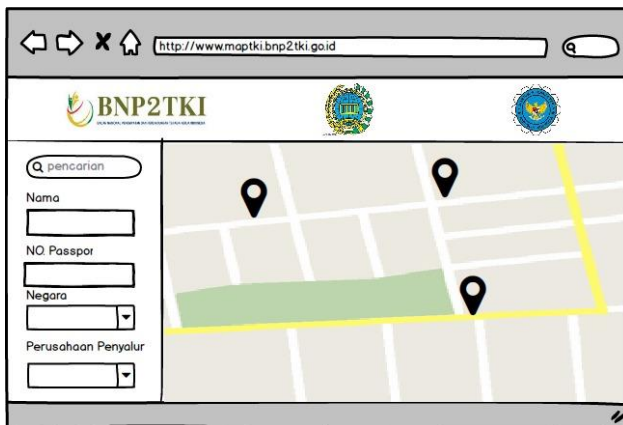 http://www.maptki.bnp2tki.go.id
BNP2TKI
pencarian
Nama
NO. Passpor
Negara
Perusahaan Penyalur